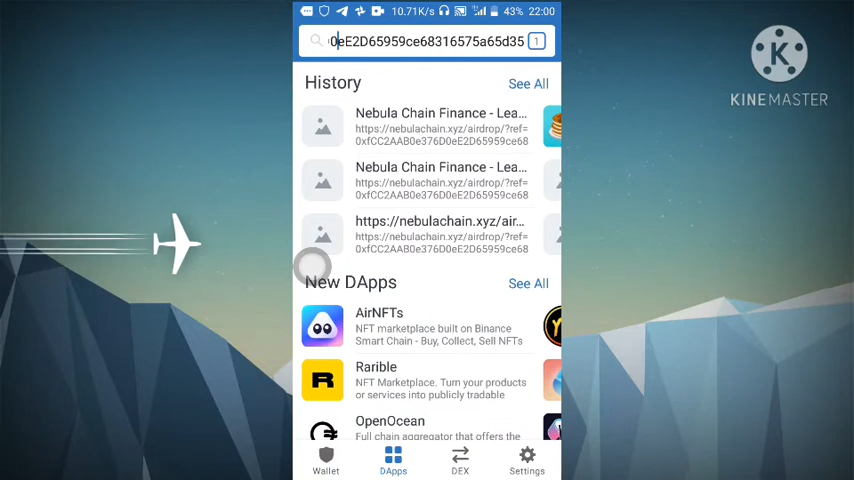 10.71K/s 43% 22:00
0eE2D65959ce68316575a65d35 1
History See All
Nebula Chain Finance - Lea...
https://nebulachain.xyz/airdrop/?ref=
0xfCC2AAB0e376D0eE2D65959ce68
Nebula Chain Finance - Lea...
https://nebulachain.xyz/airdrop/?ref=
0xfCC2AAB0e376D0eE2D65959ce68
https://nebulachain.xyz/air...
https://nebulachain.xyz/airdrop/?ref=
0xfCC2AAB0e376D0eE2D65959ce68
New DApps See All
AirNFTs
NFT marketplace built on Binance
Smart Chain - Buy, Collect, Sell NFTs
Rarible
NFT Marketplace. Turn your products
or services into publicly tradable
OpenOcean
Full chain aggregator that offers the
Wallet DApps DEX Settings
K
KINEMASTER